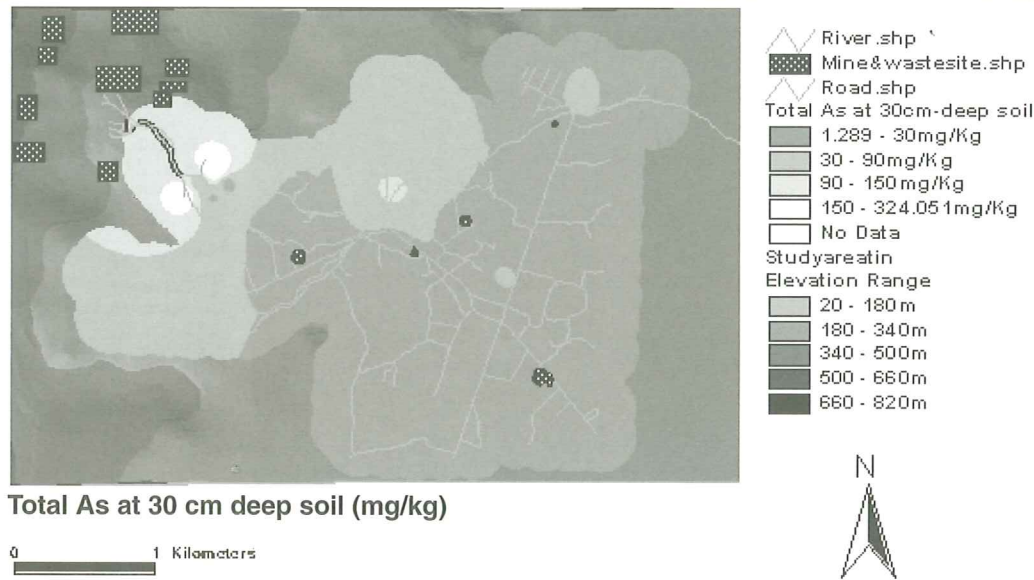 River.shp
Mine&wastesite.shp
Road.shp
Total As at 30cm-deep soil
1.289 - 30mg/Kg
30 - 90mg/Kg
90 - 150mg/Kg
150 - 324.051mg/Kg
No Data
Studyareatin
Elevation Range
20 - 180m
180 - 340m
340 - 500m
500 - 660m
660 - 820m
N
Total As at 30 cm deep soil (mg/kg)
0 1 Kilometers